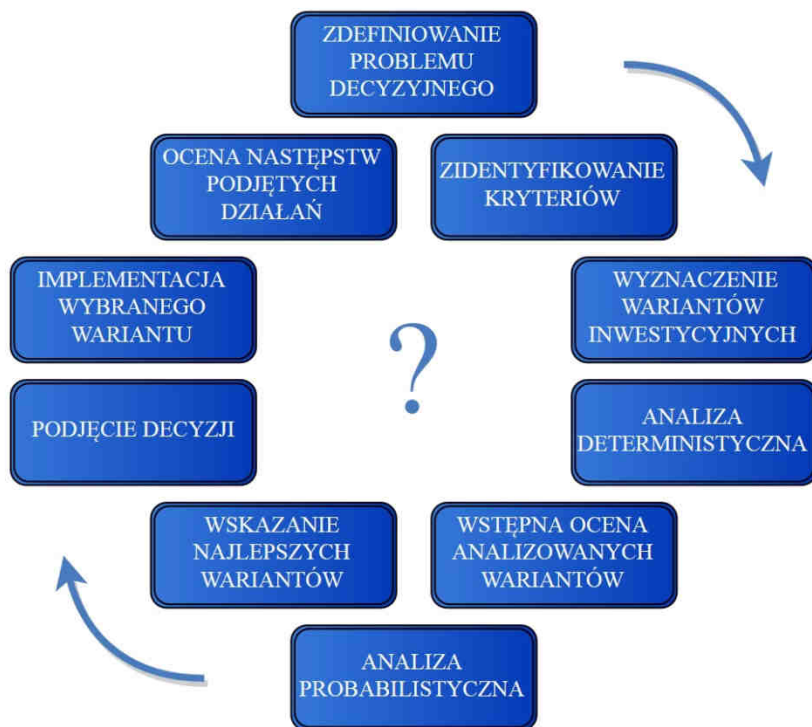 ZDEFINIOWANIE
PROBLEMU
DECYZYJNEGO
ZIDENTYFIKOWANIE
KRYTERIÓW
WYZNACZENIE
WARIANTÓW
INWESTYCYJNYCH
ANALIZA
DETERMINISTYCZNA
WSTĘPNA OCENA
ANALIZOWANYCH
WARIANTÓW
ANALIZA
PROBABILISTYCZNA
WSKAZANIE
NAJLEPSZYCH
WARIANTÓW
PODJĘCIE DECYZJI
IMPLEMENTACJA
WYBRANEGO
WARIANTU
OCENA NASTĘPSTW
PODJĘTYCH
DZIAŁAŃ
?